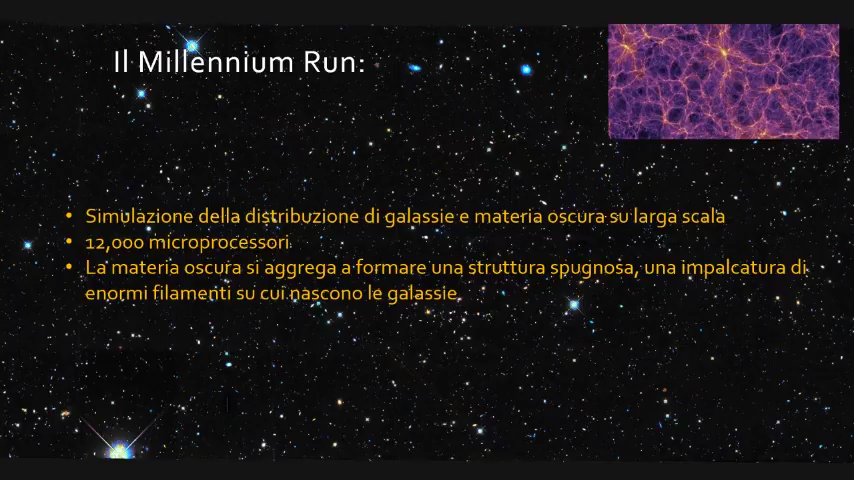 Il Millennium Run:
• Simulazione della distribuzione di galassie e materia oscura su larga scala
• 12,000 microprocessori
• La materia oscura si aggrega a formare una struttura spugnosa, una impalcatura di
enormi filamenti su cui nascono le galassie.